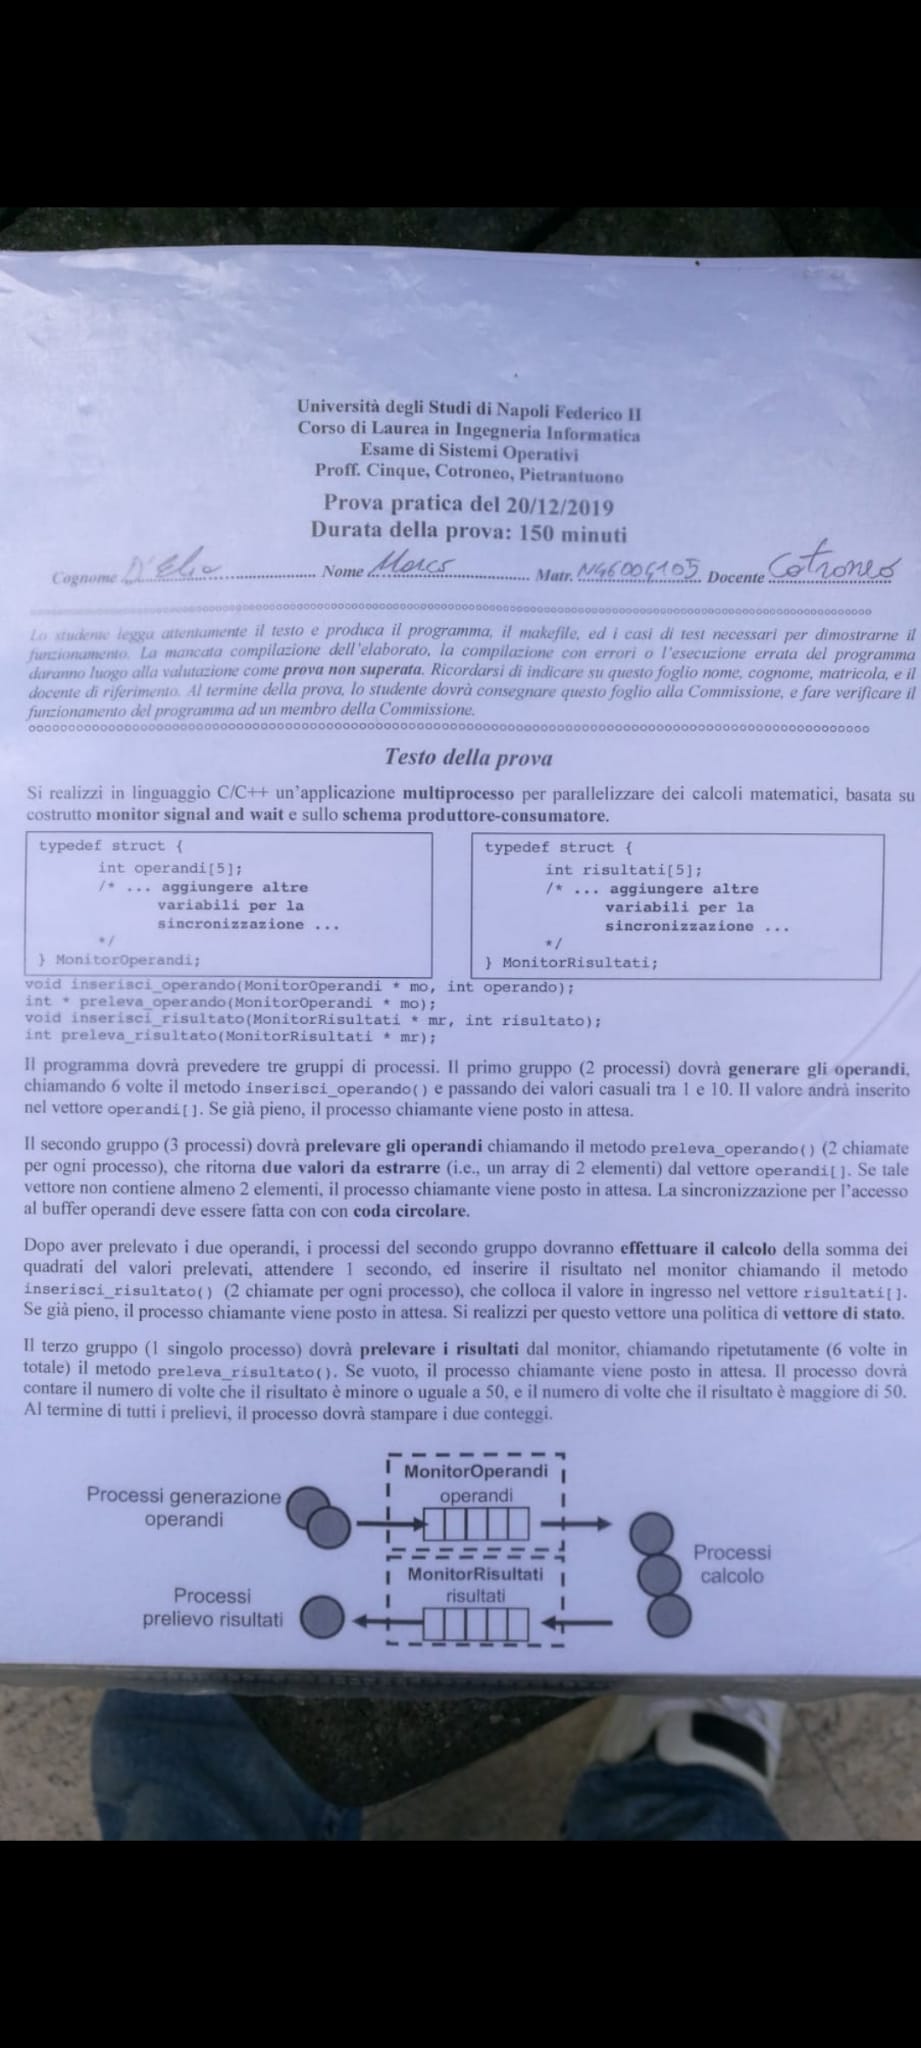 Università degli Studi di Napoli Federico II
Corso di Laurea in Ingegneria Informatica
Esame di Sistemi Operativi
Proff. Cinque, Cotroneo, Pietrantuono
Prova pratica del 20/12/2019
Durata della prova: 150 minuti
Cognome D'Elia Nome Marco Matr. N46004105 Docente Cotroneo
Lo studente legga attentamente il testo e produca il programma, il makefile, ed i casi di test necessari per dimostrarne il
funzionamento. La mancata compilazione dell'elaborato, la compilazione con errori o l'esecuzione errata del programma
daranno luogo alla valutazione come prova non superata. Ricordarsi di indicare su questo foglio nome, cognome, matricola, e il
docente di riferimento. Al termine della prova, lo studente dovrà consegnare questo foglio alla Commissione, e fare verificare il
funzionamento del programma ad un membro della Commissione.
Testo della prova
Si realizzi in linguaggio C/C++ un'applicazione multiprocesso per parallelizzare dei calcoli matematici, basata su
costrutto monitor signal and wait e sullo schema produttore-consumatore.
typedef struct {
int operandi[5];
/* ... aggiungere altre
variabili per la
sincronizzazione ...
*/
} MonitorOperandi;
typedef struct {
int risultati[5];
/* ... aggiungere altre
variabili per la
sincronizzazione ...
*/
} MonitorRisultati;
void inserisci_operando(MonitorOperandi * mo, int operando);
int * preleva_operando(MonitorOperandi * mo);
void inserisci_risultato(MonitorRisultati * mr, int risultato);
int preleva_risultato(MonitorRisultati * mr);
Il programma dovrà prevedere tre gruppi di processi. Il primo gruppo (2 processi) dovrà generare gli operandi,
chiamando 6 volte il metodo inserisci_operando() e passando dei valori casuali tra 1 e 10. Il valore andrà inserito
nel vettore operandi[]. Se già pieno, il processo chiamante viene posto in attesa.
Il secondo gruppo (3 processi) dovrà prelevare gli operandi chiamando il metodo preleva_operando() (2 chiamate
per ogni processo), che ritorna due valori da estrarre (i.e., un array di 2 elementi) dal vettore operandi[]. Se tale
vettore non contiene almeno 2 elementi, il processo chiamante viene posto in attesa. La sincronizzazione per l'accesso
al buffer operandi deve essere fatta con con coda circolare.
Dopo aver prelevato i due operandi, i processi del secondo gruppo dovranno effettuare il calcolo della somma dei
quadrati del valori prelevati, attendere 1 secondo, ed inserire il risultato nel monitor chiamando il metodo
inserisci_risultato() (2 chiamate per ogni processo), che colloca il valore in ingresso nel vettore risultati[].
Se già pieno, il processo chiamante viene posto in attesa. Si realizzi per questo vettore una politica di vettore di stato.
Il terzo gruppo (1 singolo processo) dovrà prelevare i risultati dal monitor, chiamando ripetutamente (6 volte in
totale) il metodo preleva_risultato(). Se vuoto, il processo chiamante viene posto in attesa. Il processo dovrà
contare il numero di volte che il risultato è minore o uguale a 50, e il numero di volte che il risultato è maggiore di 50.
Al termine di tutti i prelievi, il processo dovrà stampare i due conteggi.
MonitorOperandi
operandi
Processi generazione
operandi
Processi
calcolo
MonitorRisultati
risultati
Processi
prelievo risultati